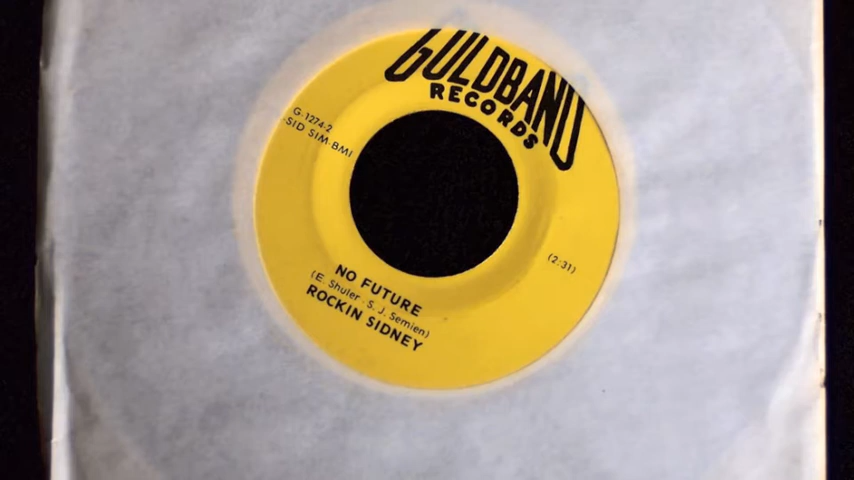 GOLDBAND
RECORDS
G-1274-2
-SID SIM-BMI
(2:31)
NO FUTURE
(E. Shuler - S. J. Semien)
ROCKIN SIDNEY